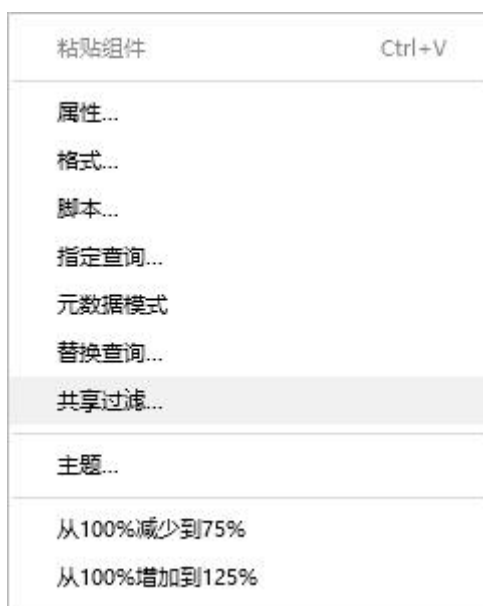 粘贴组件 Ctrl+V
属性...
格式...
脚本...
指定查询...
元数据模式
替换查询...
共享过滤...
主题...
从100%减少到75%
从100%增加到125%